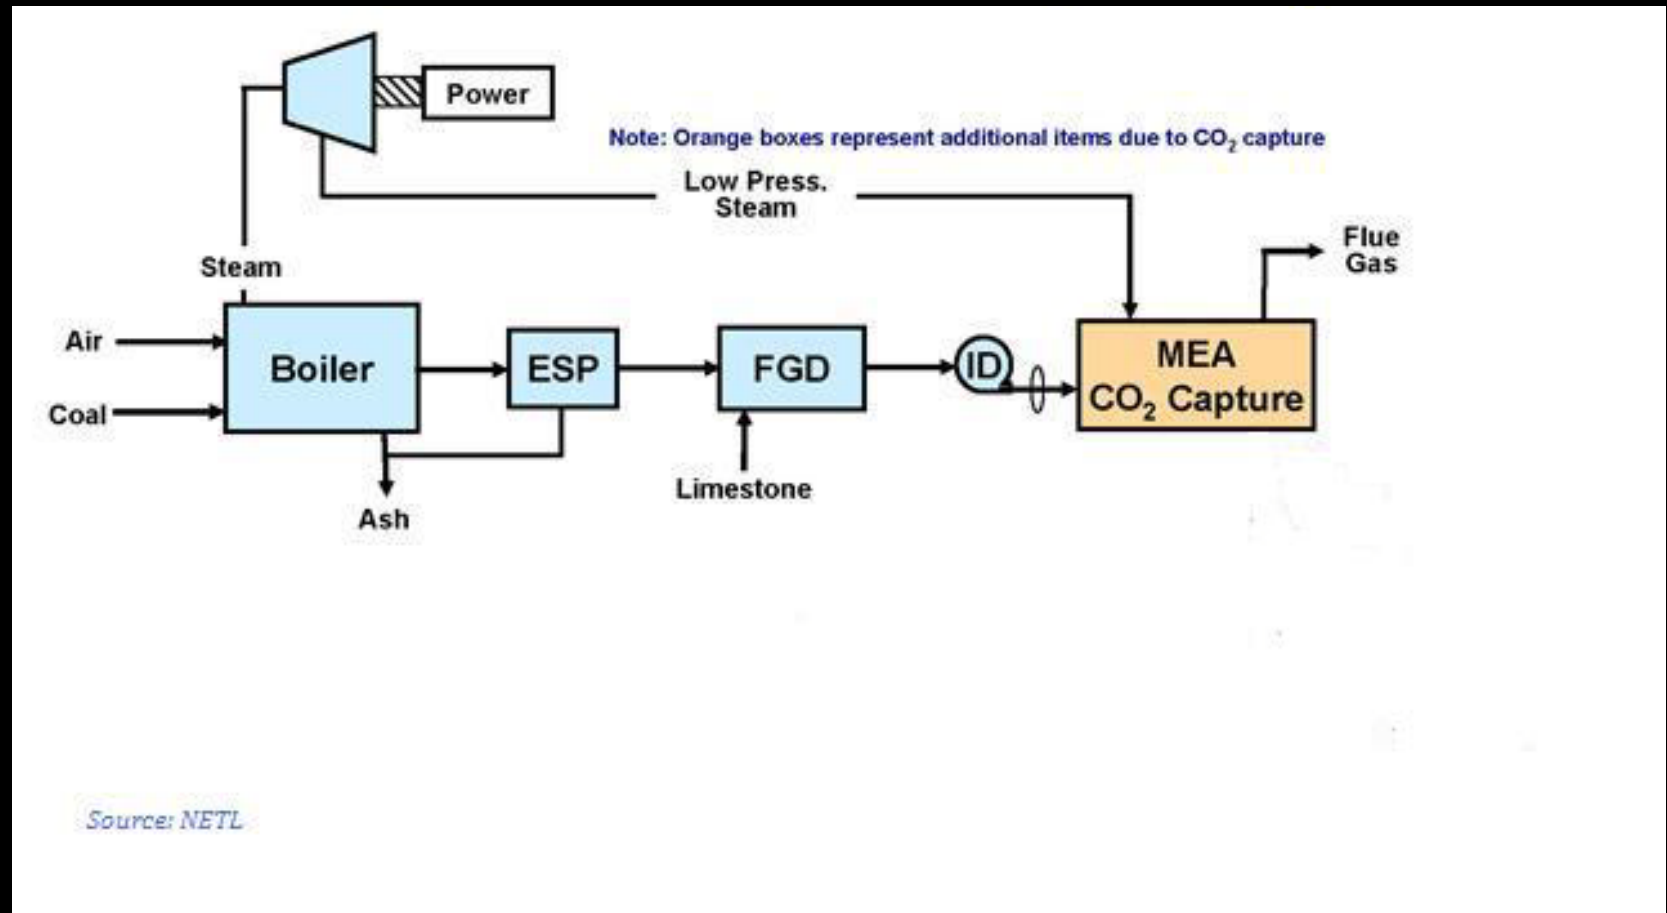 Power
Note: Orange boxes represent additional items due to CO₂ capture
Low Press.
Steam
Flue
Gas
Steam
Air
Boiler
ESP
FGD
ID
MEA
CO₂ Capture
Coal
Limestone
Ash
Source: NETL